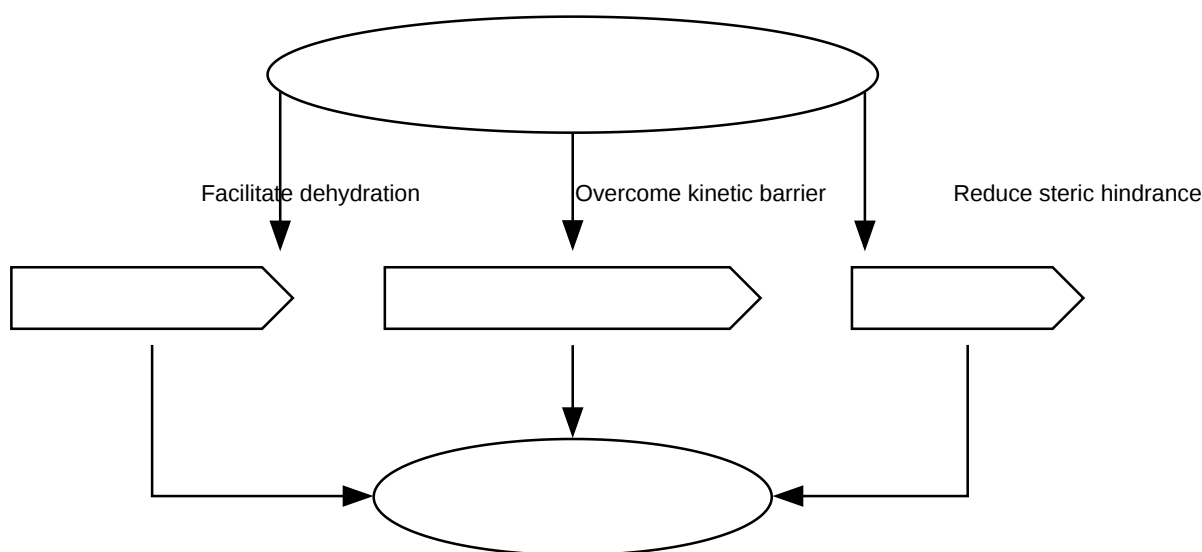 Facilitate dehydration
Overcome kinetic barrier
Reduce steric hindrance